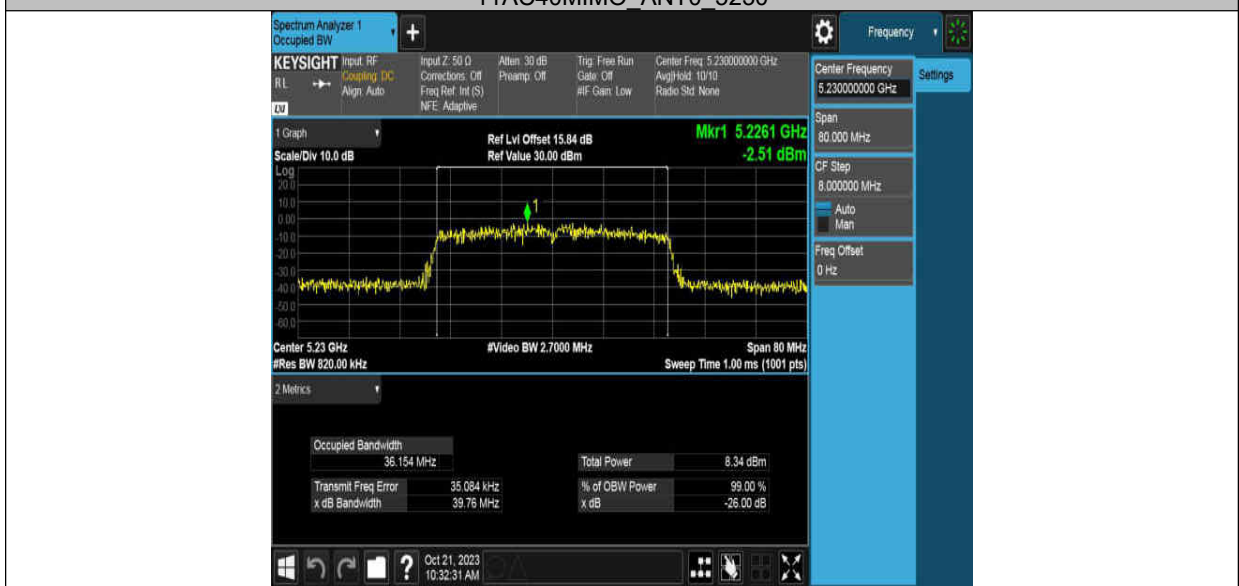 11AC40MIMO_ANT0_5230
Spectrum Analyzer 1
Occupied BW
Frequency
KEYSIGHT
RL
LXI
Input: RF
Coupling: DC
Align: Auto
Input Z: 50 Ω
Corrections: Off
Freq Ref: Int (S)
NFE: Adaptive
Atten: 30 dB
Preamp: Off
Trig: Free Run
Gate: Off
#IF Gain: Low
Center Freq: 5.230000000 GHz
Avg|Hold: 10/10
Radio Std: None
Center Frequency
5.230000000 GHz
Settings
Span
80.000 MHz
CF Step
8.000000 MHz
Auto
Man
Freq Offset
0 Hz
1 Graph
Scale/Div 10.0 dB
Ref Lvl Offset 15.84 dB
Ref Value 30.00 dBm
Mkr1 5.2261 GHz
-2.51 dBm
Log
20.0
10.0
0.00
-10.0
-20.0
-30.0
-40.0
-50.0
-60.0
1
Center 5.23 GHz
#Res BW 820.00 kHz
#Video BW 2.7000 MHz
Span 80 MHz
Sweep Time 1.00 ms (1001 pts)
2 Metrics
Occupied Bandwidth
36.154 MHz
Total Power 8.34 dBm
Transmit Freq Error 35.084 kHz
% of OBW Power 99.00 %
x dB Bandwidth 39.76 MHz
x dB -26.00 dB
Oct 21, 2023
10:32:31 AM